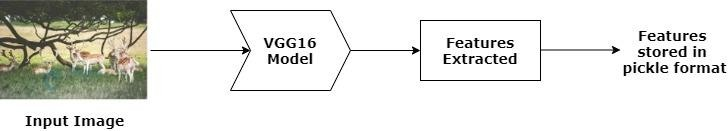 Input Image
VGG16
Model
Features
Extracted
Features
stored in
pickle format